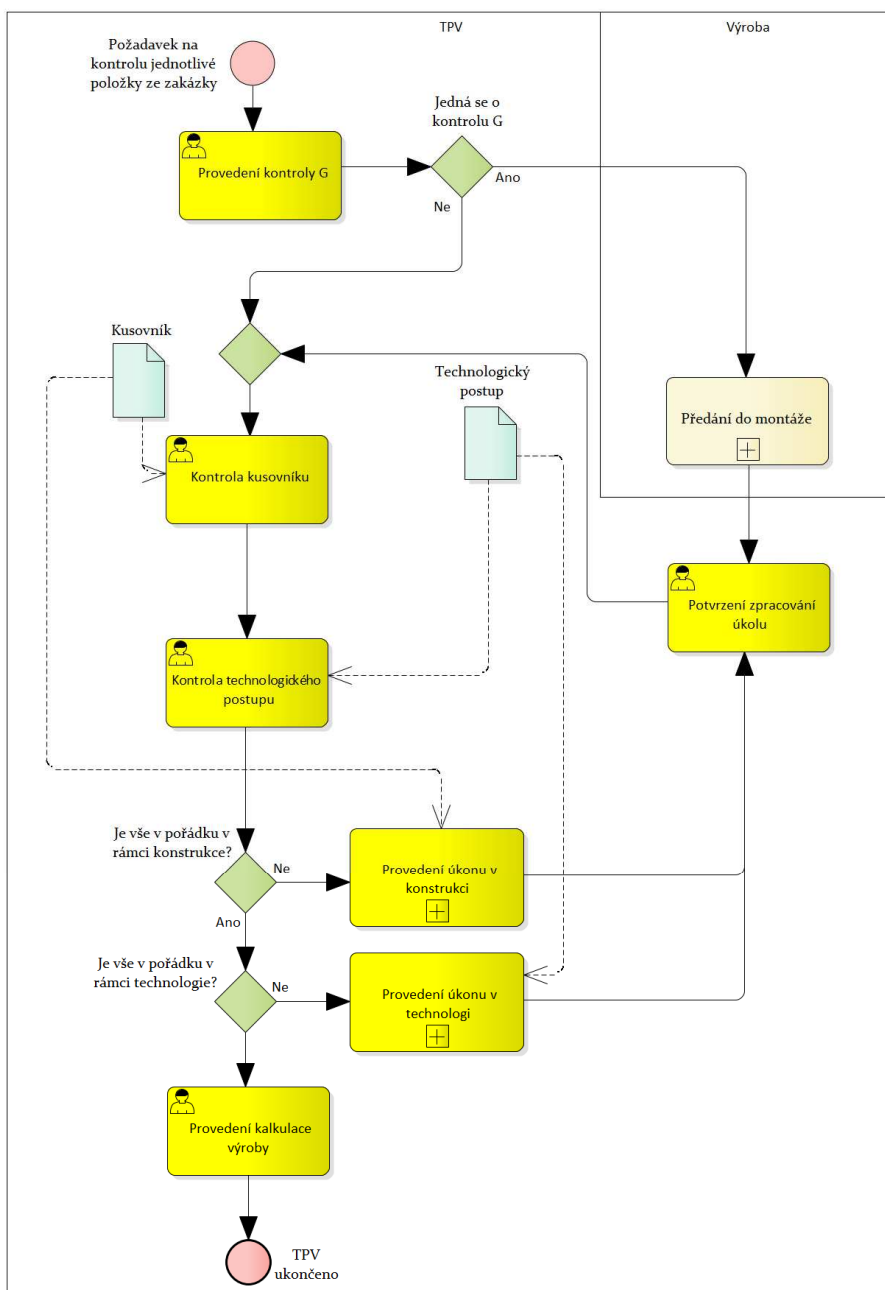 TPV
Výroba
Požadavek na
kontrolu jednotlivé
položky ze zakázky
Jedná se o
kontrolu G
Provedení kontroly G
Ano
Ne
Kusovník
Technologický
postup
Předání do montáže
Kontrola kusovníku
Potvrzení zpracování
úkolu
Kontrola technologického
postupu
Je vše v pořádku v
rámci konstrukce?
Ne
Provedení úkonu v
konstrukci
Ano
Je vše v pořádku v
rámci technologie?
Ne
Provedení úkonu v
technologi
Provedení kalkulace
výroby
TPV
ukončeno